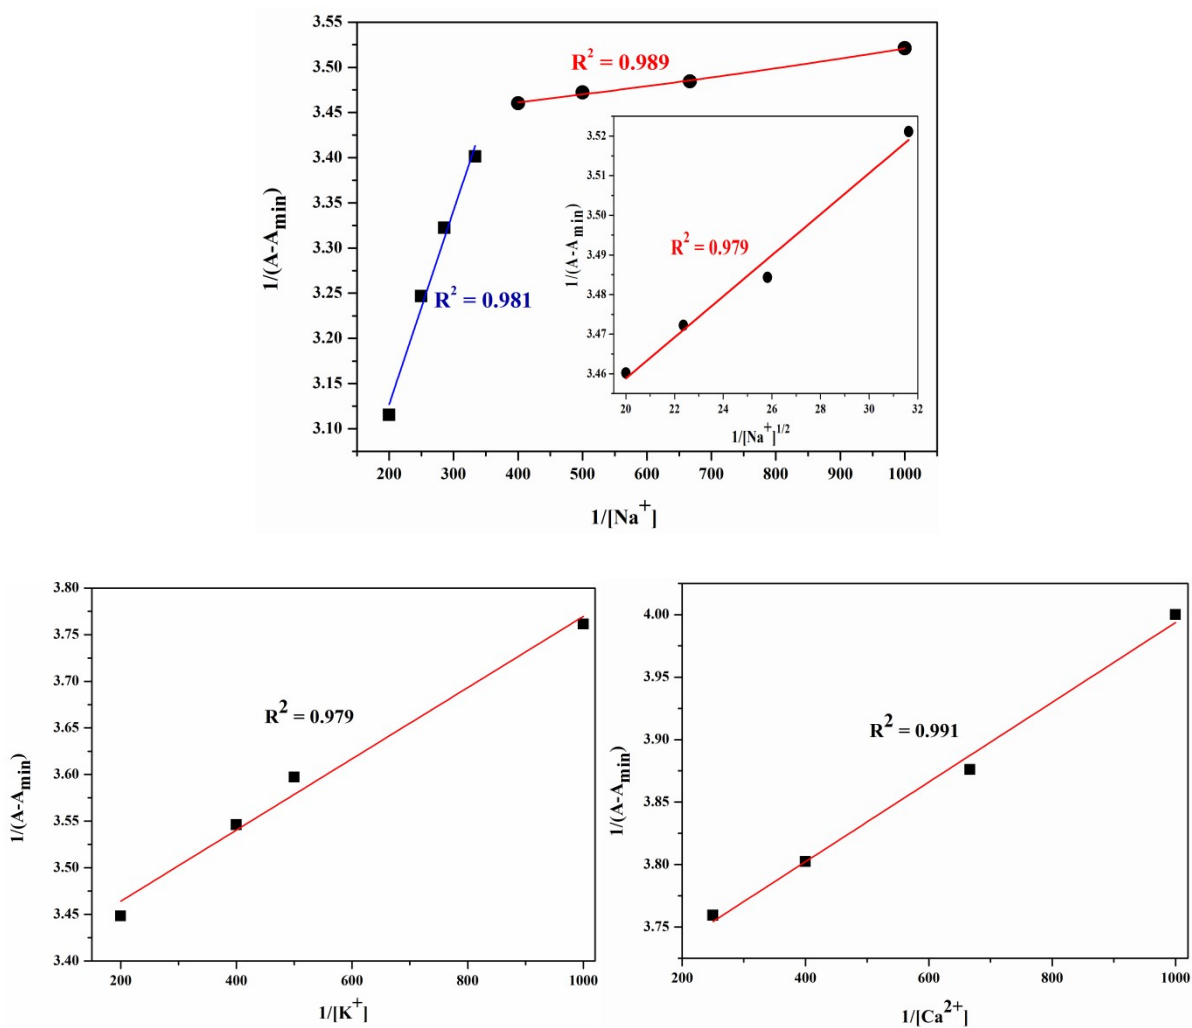 3.55
3.50
3.45
3.40
3.35
3.30
3.25
3.20
3.15
3.10
1/(A-Amin)
R2 = 0.989
R2 = 0.981
200 300 400 500 600 700 800 900 1000
1/[Na+]
3.52
3.51
3.50
3.49
3.48
3.47
3.46
1/(A-Amin)
R2 = 0.979
20 22 24 26 28 30 32
1/[Na+]1/2
3.80
3.75
3.70
3.65
3.60
3.55
3.50
3.45
3.40
1/(A-Amin)
R2 = 0.979
200 400 600 800 1000
1/[K+]
4.00
3.95
3.90
3.85
3.80
3.75
1/(A-Amin)
R2 = 0.991
200 400 600 800 1000
1/[Ca2+]